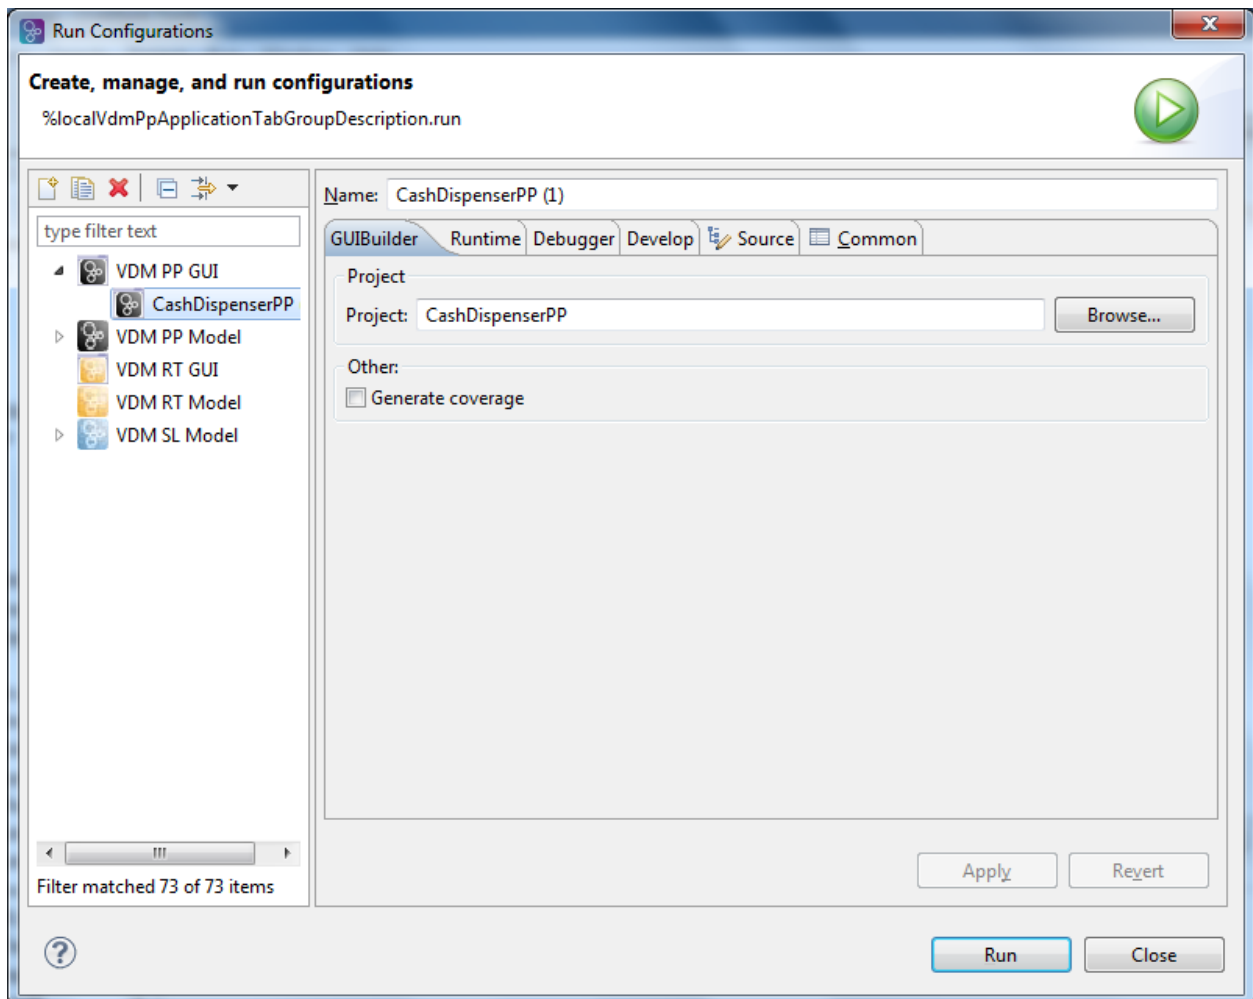 Run Configurations
Create, manage, and run configurations
%localVdmPpApplicationTabGroupDescription.run
Name: CashDispenserPP (1)
type filter text
GUIBuilder Runtime Debugger Develop Source Common
VDM PP GUI
CashDispenserPP
VDM PP Model
VDM RT GUI
VDM RT Model
VDM SL Model
Project
Project: CashDispenserPP Browse...
Other:
Generate coverage
Filter matched 73 of 73 items
Apply Revert
Run Close